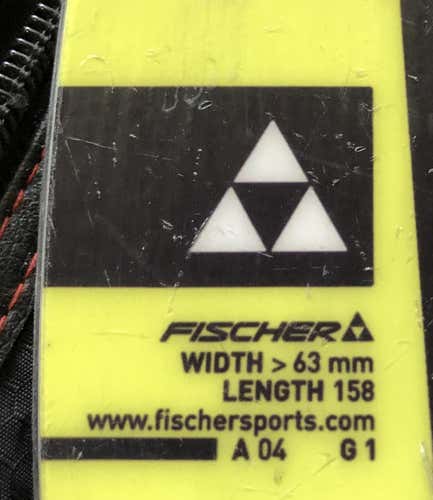 FISCHER
WIDTH > 63 mm
LENGTH 158
www.fischersports.com
A 04 G 1